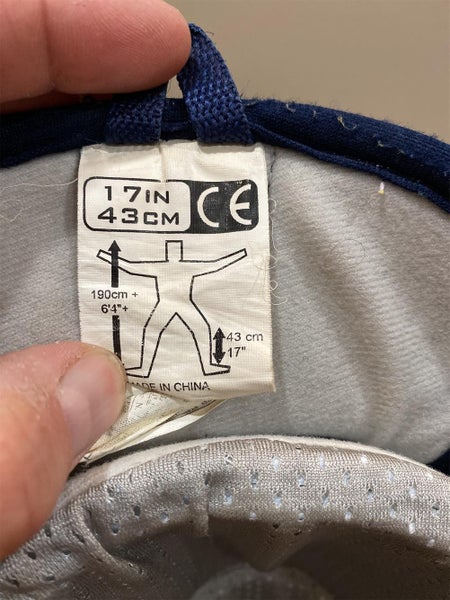 17IN
43CM
CE
190cm +
6'4"+
43 cm
17"
MADE IN CHINA